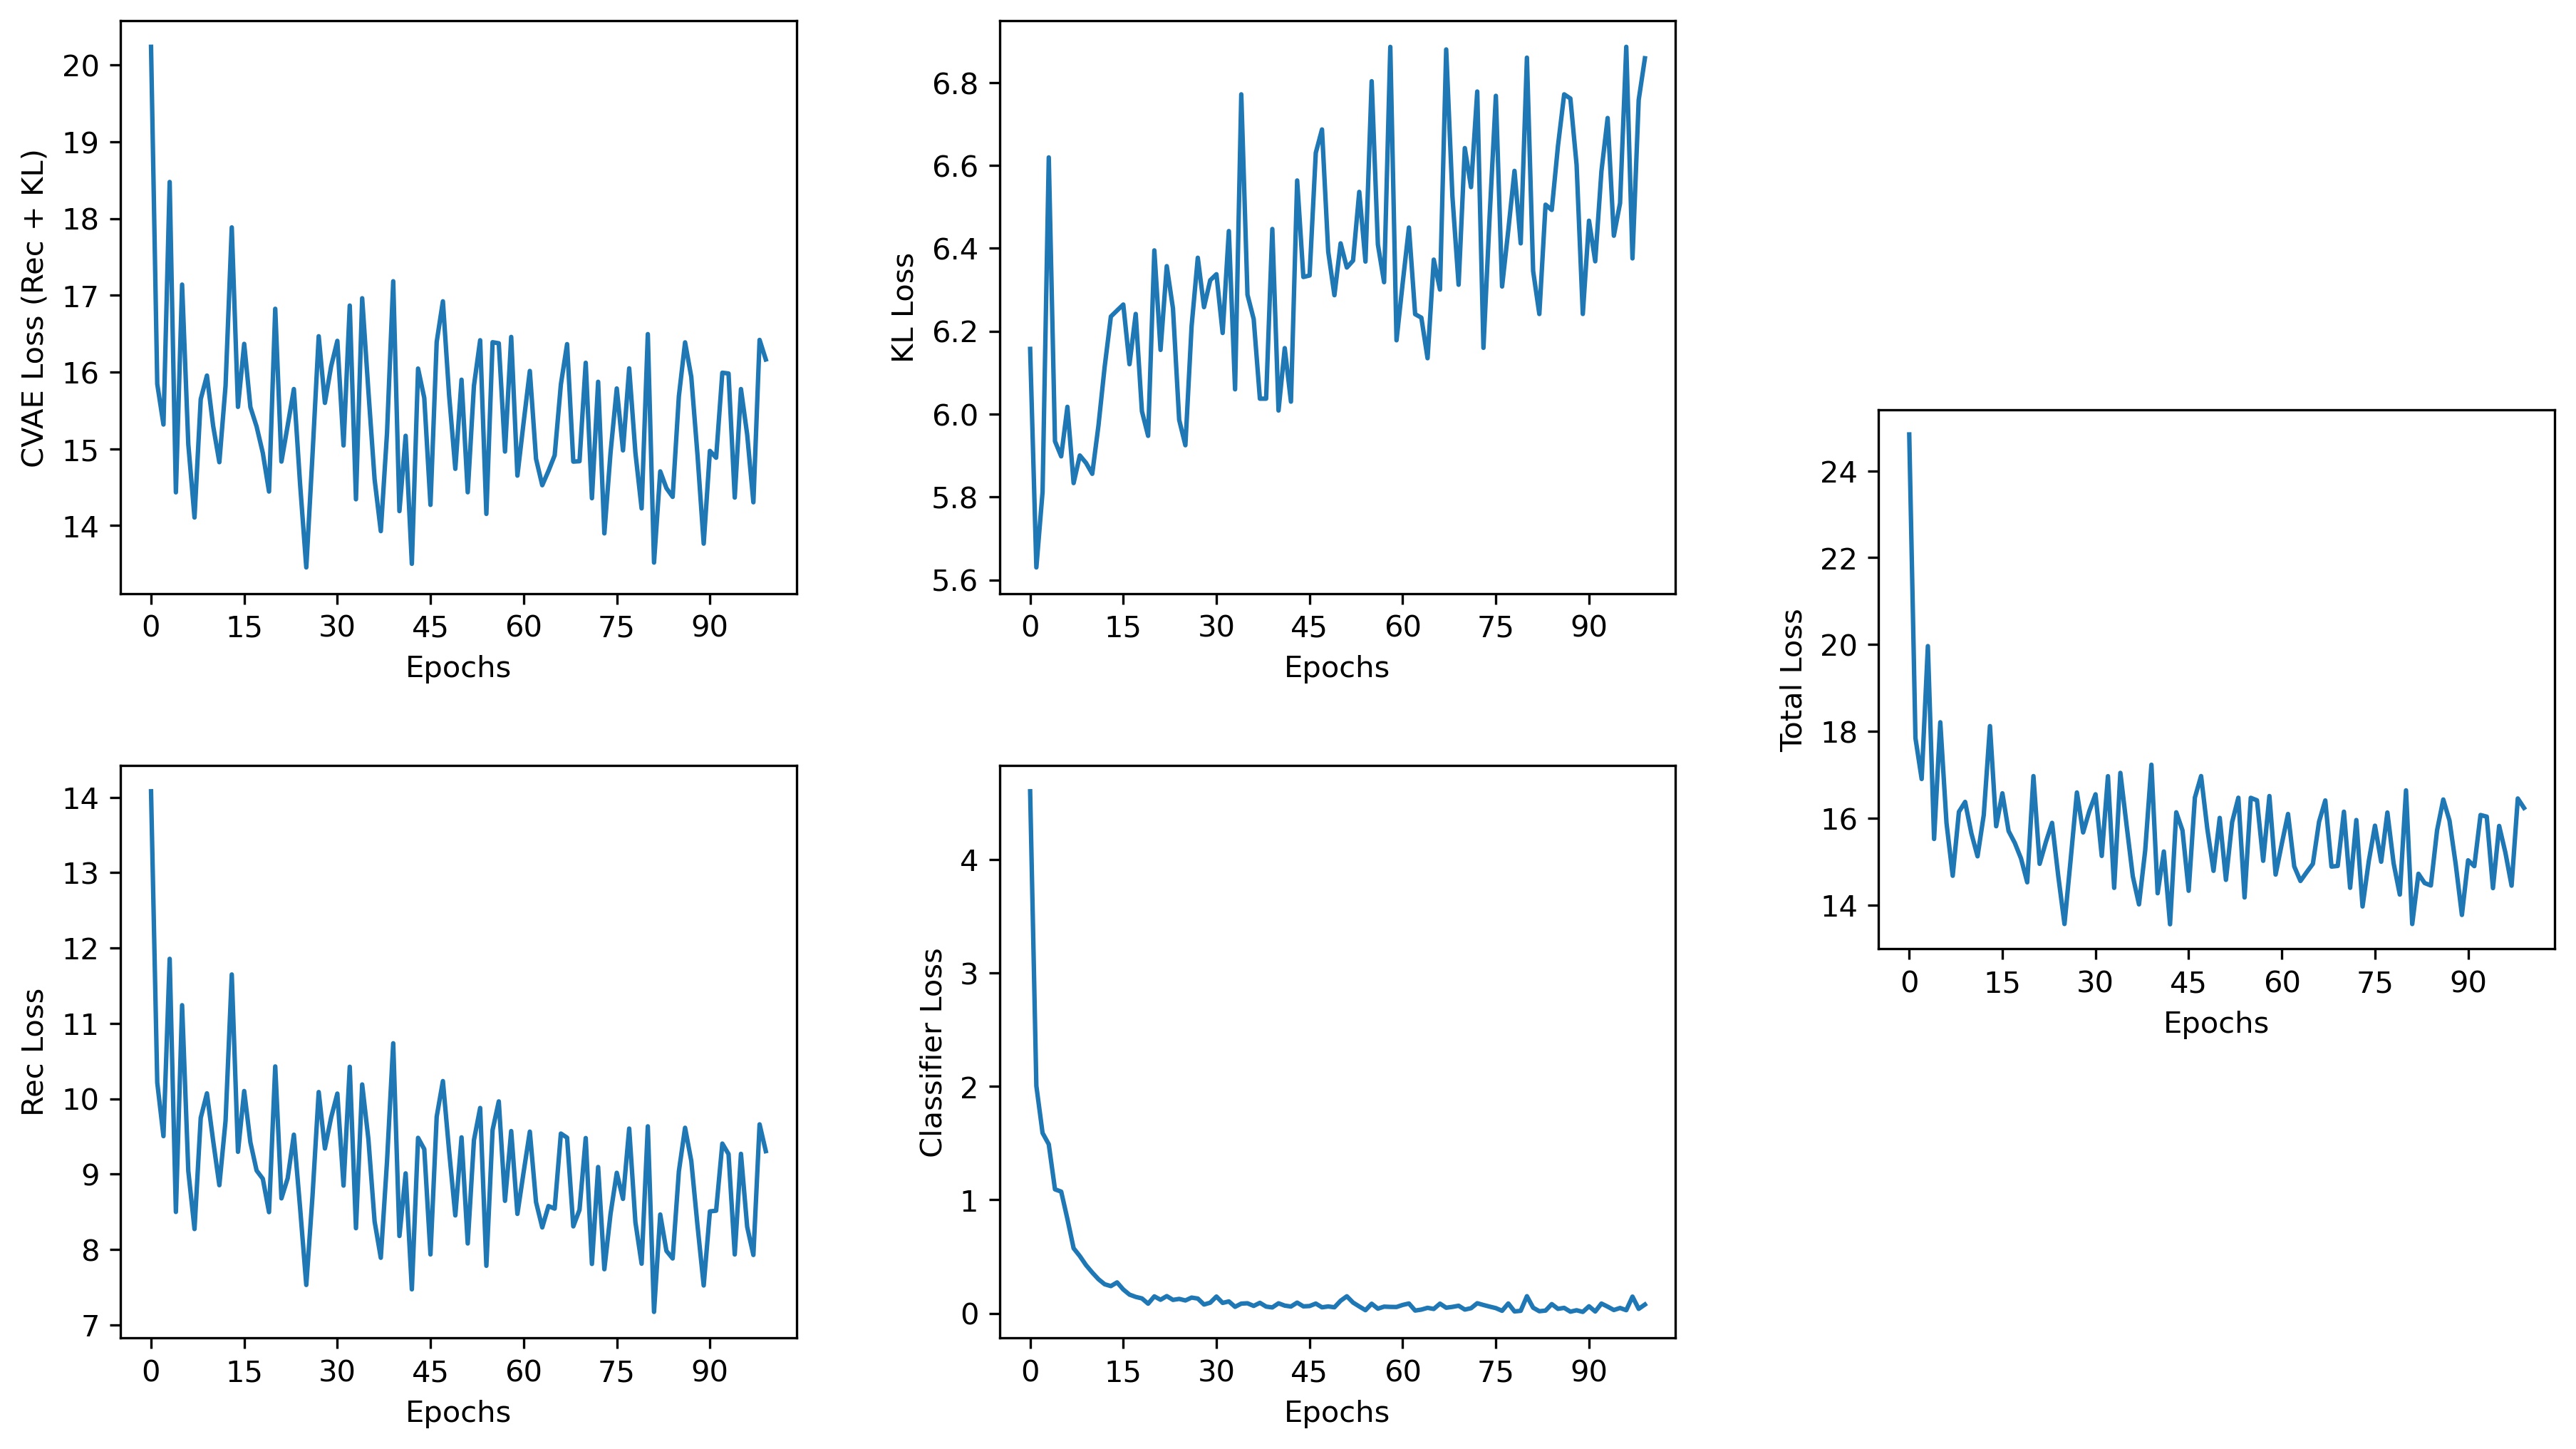 CVAE Loss (Rec + KL)
20
19
18
17
16
15
14
0 15 30 45 60 75 90
Epochs
KL Loss
6.8
6.6
6.4
6.2
6.0
5.8
5.6
0 15 30 45 60 75 90
Epochs
Total Loss
24
22
20
18
16
14
0 15 30 45 60 75 90
Epochs
Rec Loss
14
13
12
11
10
9
8
7
0 15 30 45 60 75 90
Epochs
Classifier Loss
4
3
2
1
0
0 15 30 45 60 75 90
Epochs